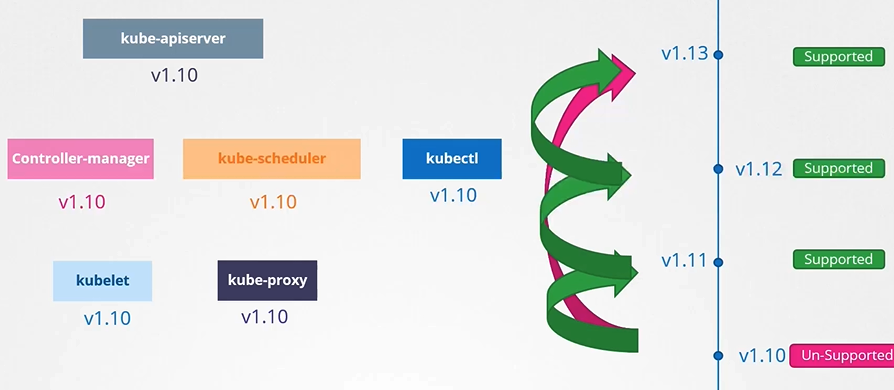 kube-apiserver
v1.10
Controller-manager
kube-scheduler
kubectl
v1.10
v1.10
v1.10
kubelet
kube-proxy
v1.10
v1.10
v1.13
Supported
v1.12
Supported
v1.11
Supported
v1.10
Un-Supported